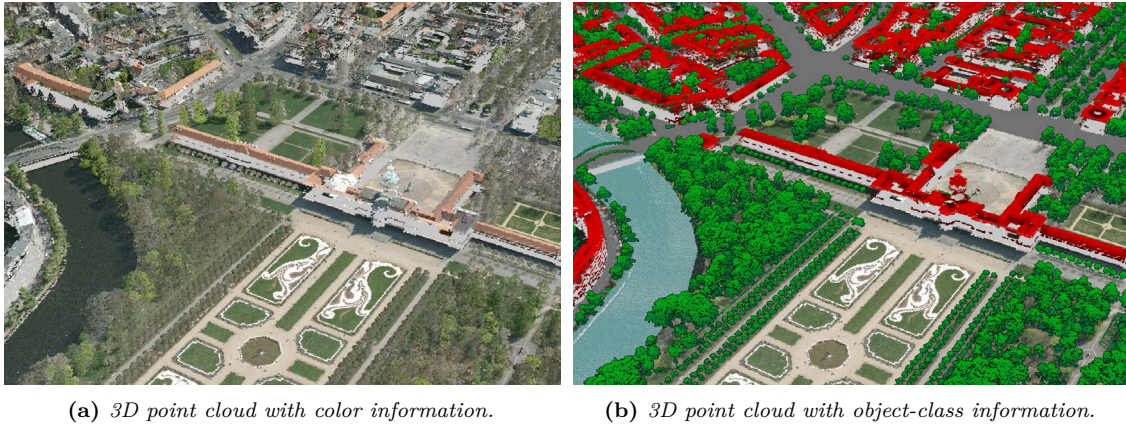 (a) 3D point cloud with color information.
(b) 3D point cloud with object-class information.